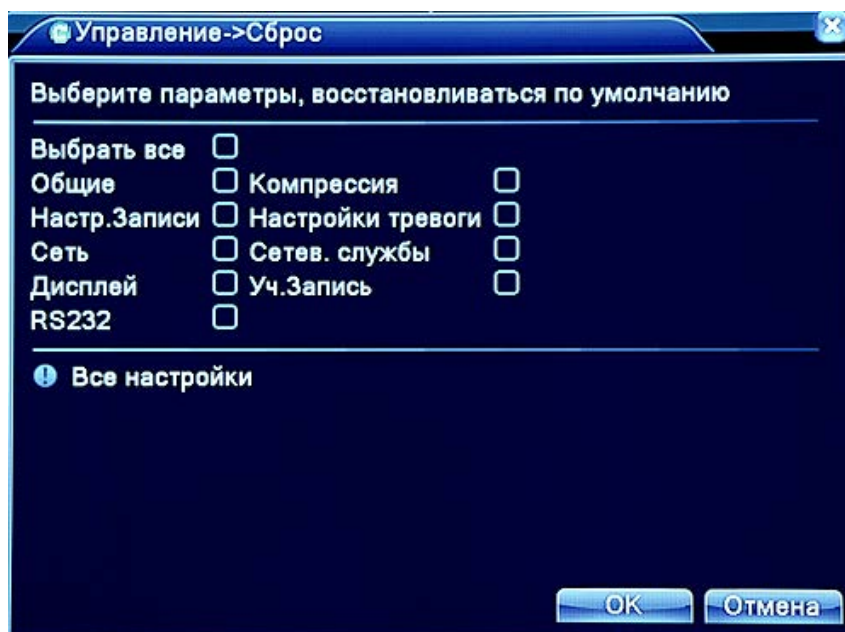 Управление->Сброс
Выберите параметры, восстановливаться по умолчанию
Выбрать все
Общие Компрессия
Настр.Записи Настройки тревоги
Сеть Сетев. службы
Дисплей Уч.Запись
RS232
Все настройки
OK Отмена